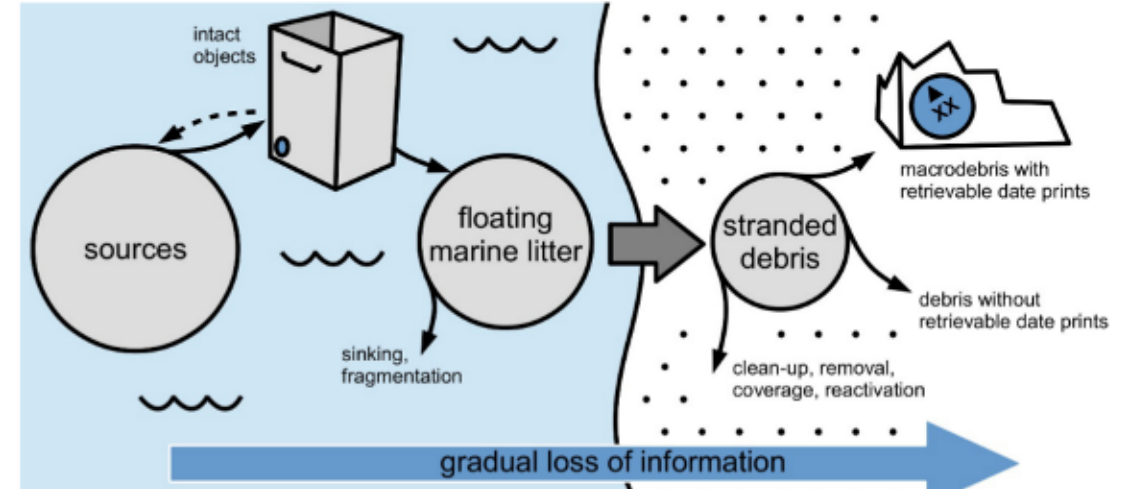 intact
objects
sources
floating
marine litter
sinking,
fragmentation
stranded
debris
XX
macrodebris with
retrievable date prints
debris without
retrievable date prints
clean-up, removal,
coverage, reactivation
gradual loss of information